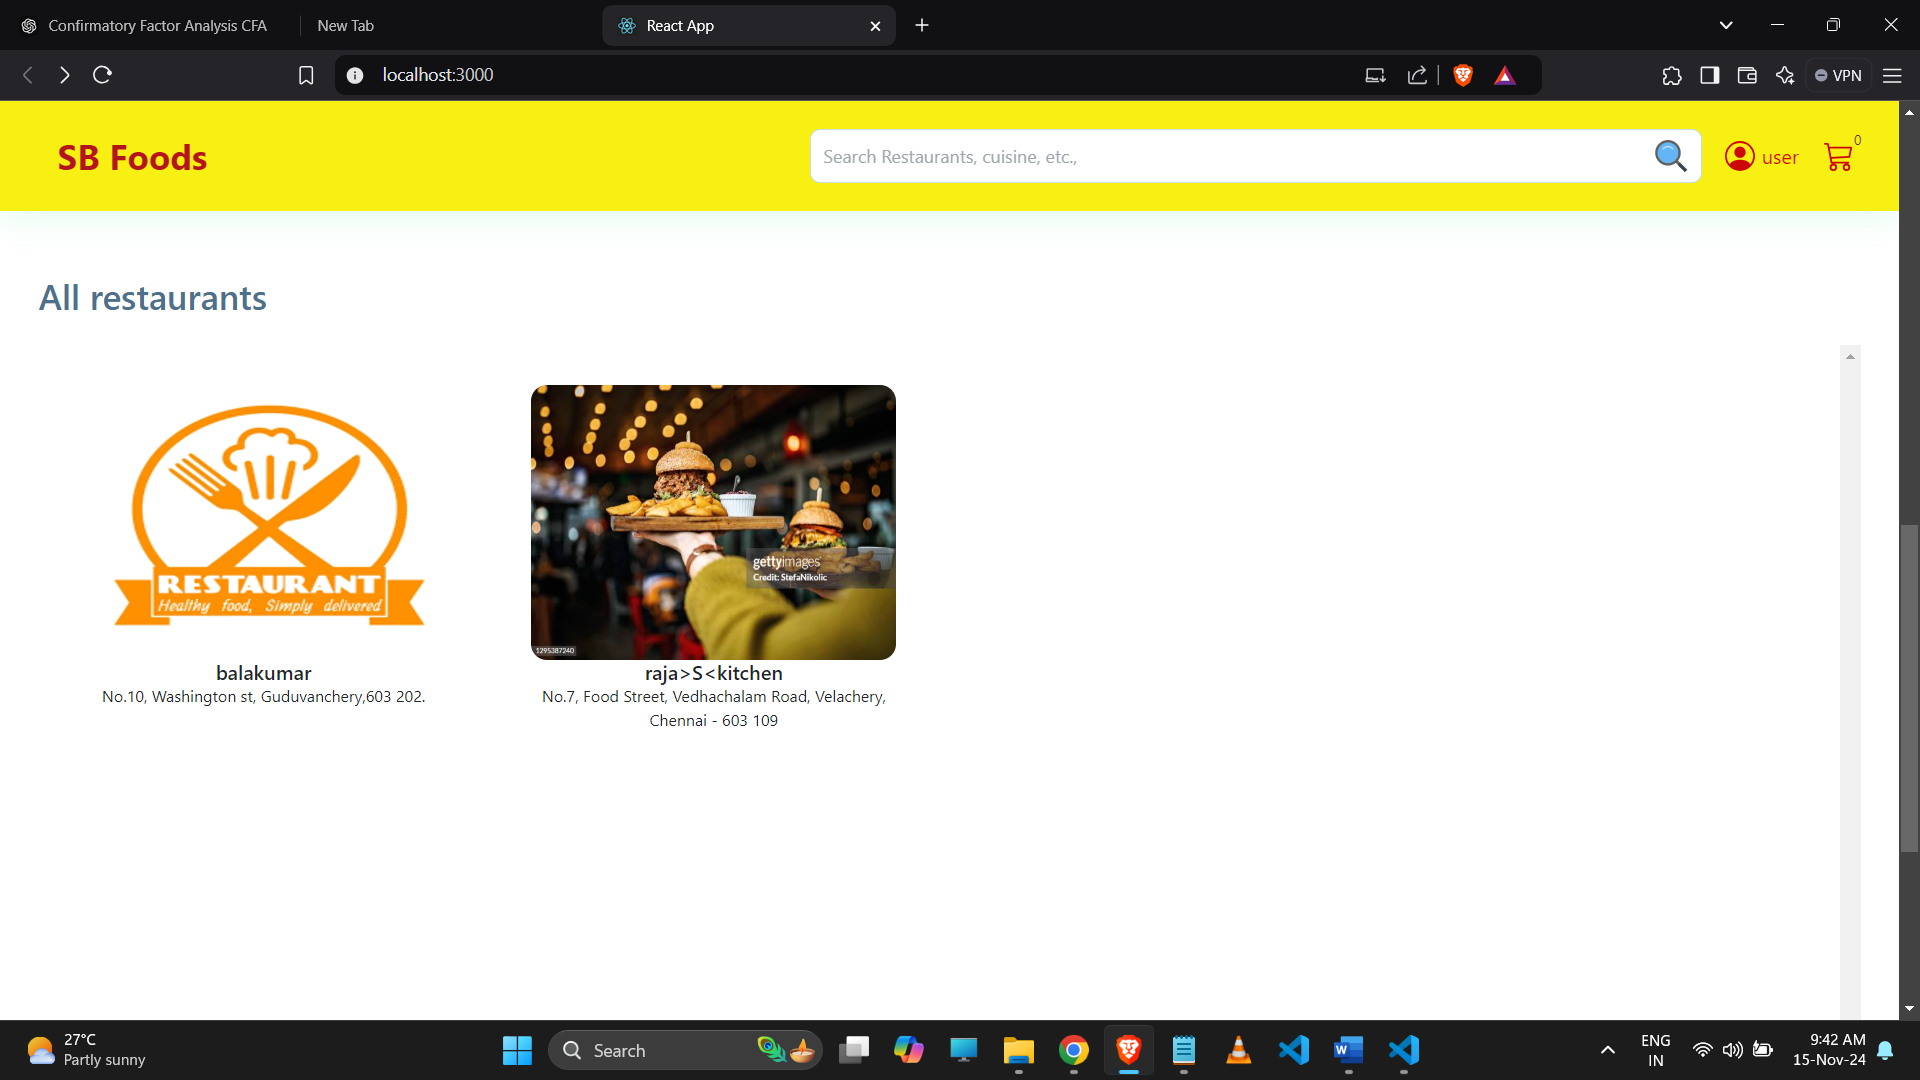 Confirmatory Factor Analysis CFA
New Tab
React App
localhost:3000
VPN
SB Foods
Search Restaurants, cuisine, etc.,
user
0
All restaurants
RESTAURANT
Healthy food, Simply delivered
gettyimages
Credit: StefaNikolic
1295387240
balakumar
No.10, Washington st, Guduvanchery,603 202.
raja>S<kitchen
No.7, Food Street, Vedhachalam Road, Velachery,
Chennai - 603 109
27°C
Partly sunny
Search
W
ENG
IN
9:42 AM
15-Nov-24